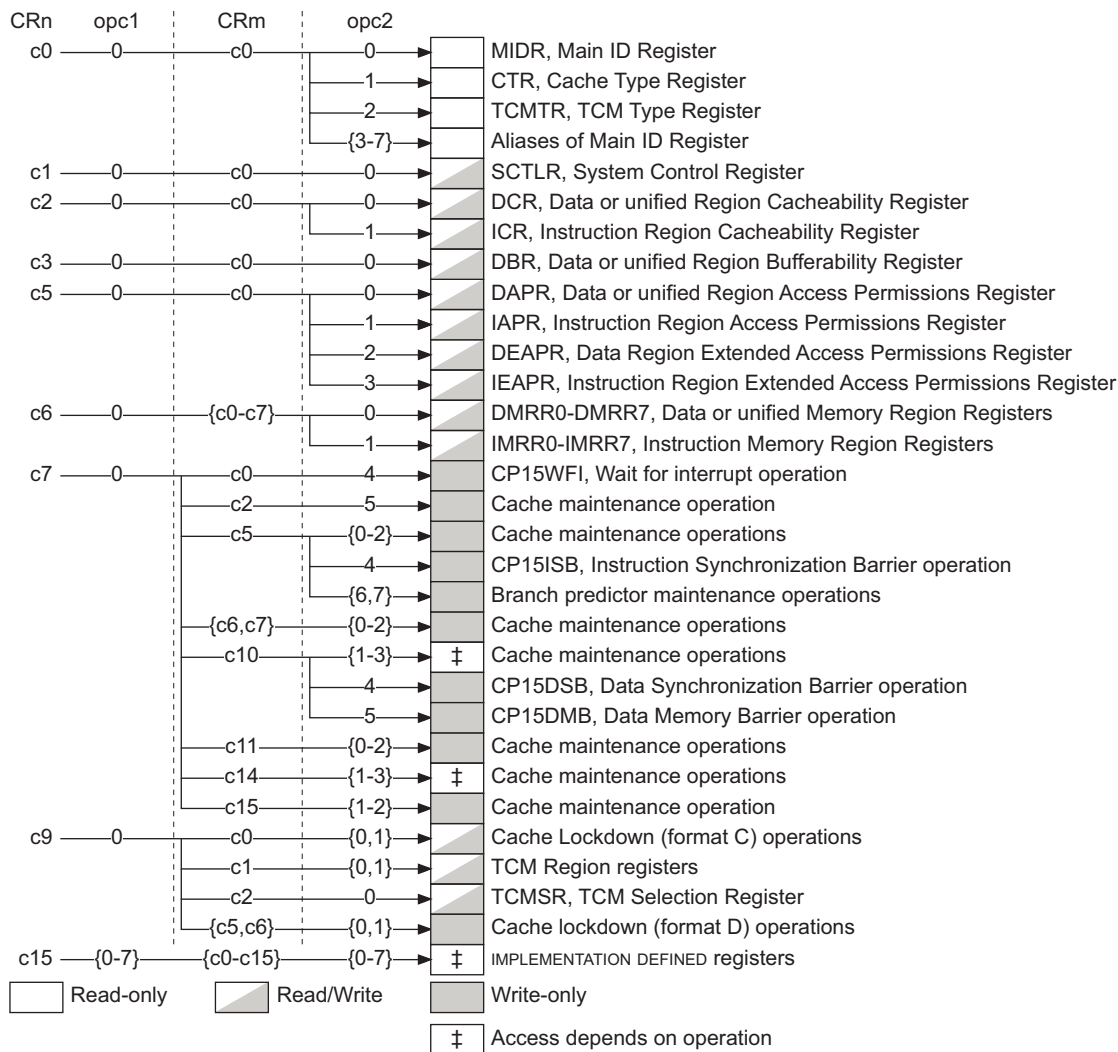 CRn opc1 CRm opc2
c0 0 c0 0 MIDR, Main ID Register
1 CTR, Cache Type Register
2 TCMTR, TCM Type Register
{3-7} Aliases of Main ID Register
c1 0 c0 0 SCTLR, System Control Register
c2 0 c0 0 DCR, Data or unified Region Cacheability Register
1 ICR, Instruction Region Cacheability Register
c3 0 c0 0 DBR, Data or unified Region Bufferability Register
c5 0 c0 0 DAPR, Data or unified Region Access Permissions Register
1 IAPR, Instruction Region Access Permissions Register
2 DEAPR, Data Region Extended Access Permissions Register
3 IEAPR, Instruction Region Extended Access Permissions Register
c6 0 {c0-c7} 0 DMRR0-DMRR7, Data or unified Memory Region Registers
1 IMRR0-IMRR7, Instruction Memory Region Registers
c7 0 c0 4 CP15WFI, Wait for interrupt operation
c2 5 Cache maintenance operation
c5 {0-2} Cache maintenance operations
4 CP15ISB, Instruction Synchronization Barrier operation
{6,7} Branch predictor maintenance operations
{c6,c7} {0-2} Cache maintenance operations
c10 {1-3} ‡ Cache maintenance operations
4 CP15DSB, Data Synchronization Barrier operation
5 CP15DMB, Data Memory Barrier operation
c11 {0-2} Cache maintenance operations
c14 {1-3} ‡ Cache maintenance operations
c15 {1-2} Cache maintenance operation
c9 0 c0 {0,1} Cache Lockdown (format C) operations
c1 {0,1} TCM Region registers
c2 0 TCMSR, TCM Selection Register
{c5,c6} {0,1} Cache lockdown (format D) operations
c15 {0-7} {c0-c15} {0-7} ‡ IMPLEMENTATION DEFINED registers
Read-only Read/Write Write-only
‡ Access depends on operation